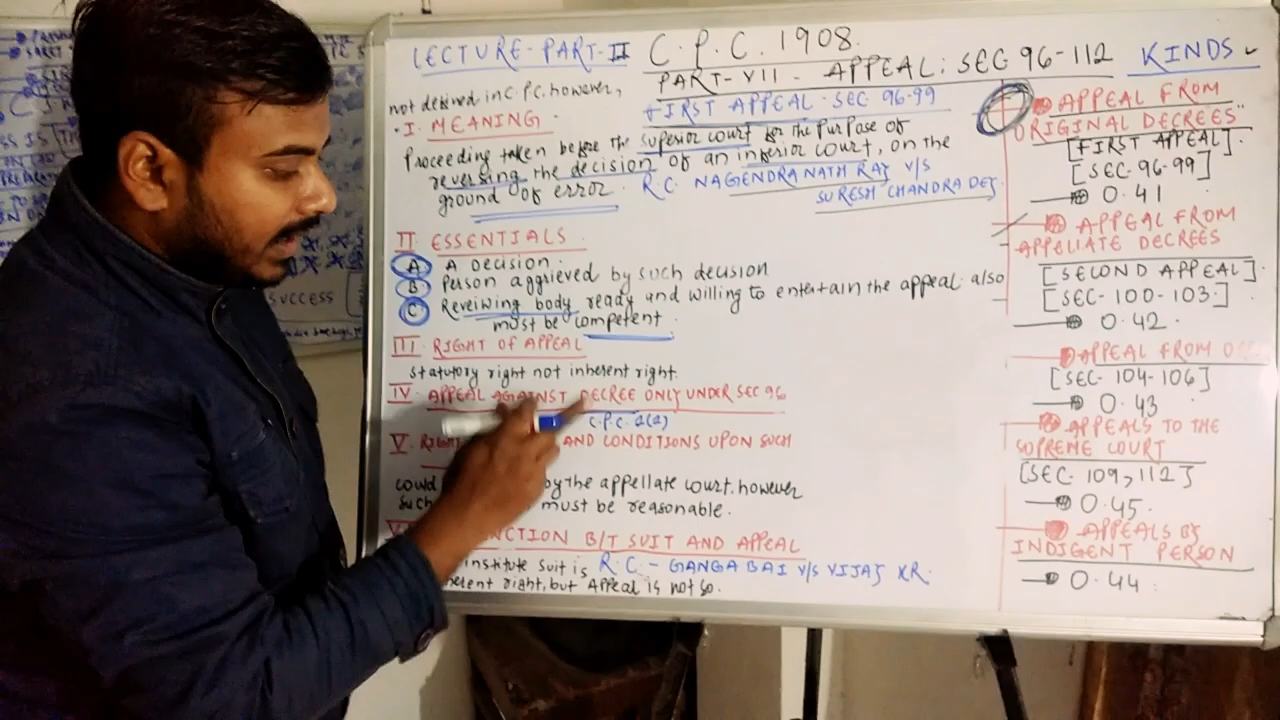 LECTURE-PART-II C.P.C. 1908.
PART-VII - APPEAL: SEC 96-112
FIRST APPEAL-SEC-96-99
not defined in C.PC. however,
I. MEANING -
Proceeding taken before the superior court for the purpose of
reversing the decision of an inferior court, on the
ground of error. R.C. NAGENDRA NATH RAJ V/S
SURESH CHANDRA DEJ.
II ESSENTIALS.
A A decision.
B Person aggrieved by such decision
C Reveiwing body ready and willing to entertain the appeal. also
must be competent.
III RIGHT OF APPEAL
statutory right not inherent right.
IV. APPEAL AGAINST DECREE ONLY UNDER SEC 96
C.P.C. 2(2)
V. AND CONDITIONS UPON SUCH
could by the appellate court. however
such must be reasonable.
B/T SUIT AND APPEAL
institute suit is R.C - GANGA BAI V/S VIJAJ KR.
right, but Appeal is not so.
KINDS
APPEAL FROM
ORIGINAL DECREES"
[FIRST APPEAL].
[SEC-96-99]
O.41
APPEAL FROM
APPELLATE DECREES
[SECOND APPEAL].
[SEC-100-103.]
O.42.
APPEAL FROM
[SEC-104-106]
O.43
APPEALS TO THE
SUPREME COURT
[SEC-109,112]
O.45.
APPEALS BY
INDIGENT PERSON
O.44.
SUCCESS